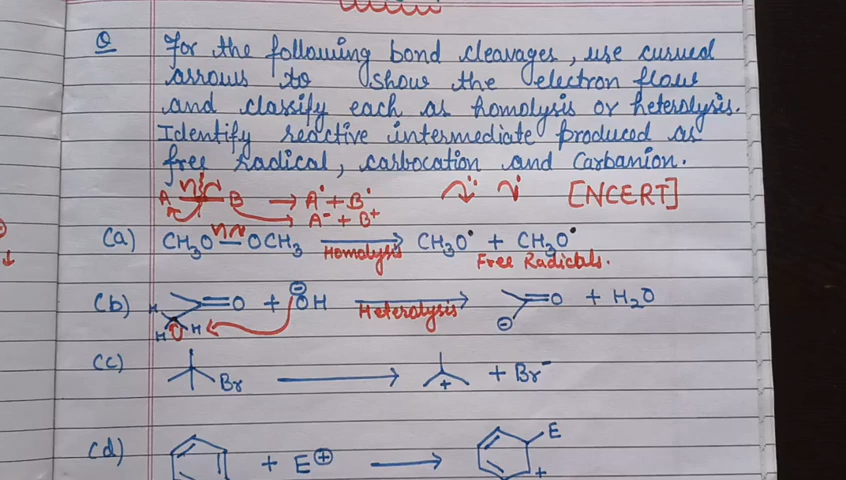 Q For the following bond cleavages, use curved
arrows to show the electron flow
and classify each as homolysis or heterolysis.
Identify reactive intermediate produced as
free radical, carbocation and Carbanion.
A B → A• + B•
A⁻ + B⁺
[NCERT]
(a) CH₃O–OCH₃ → CH₃O• + CH₃O•
Homolysis Free Radicals.
(b) =O + ⊖OH → =O + H₂O
H H H Heterolysis ⊖
(c) Br → + + Br⁻
(d) + E⊕ → E +